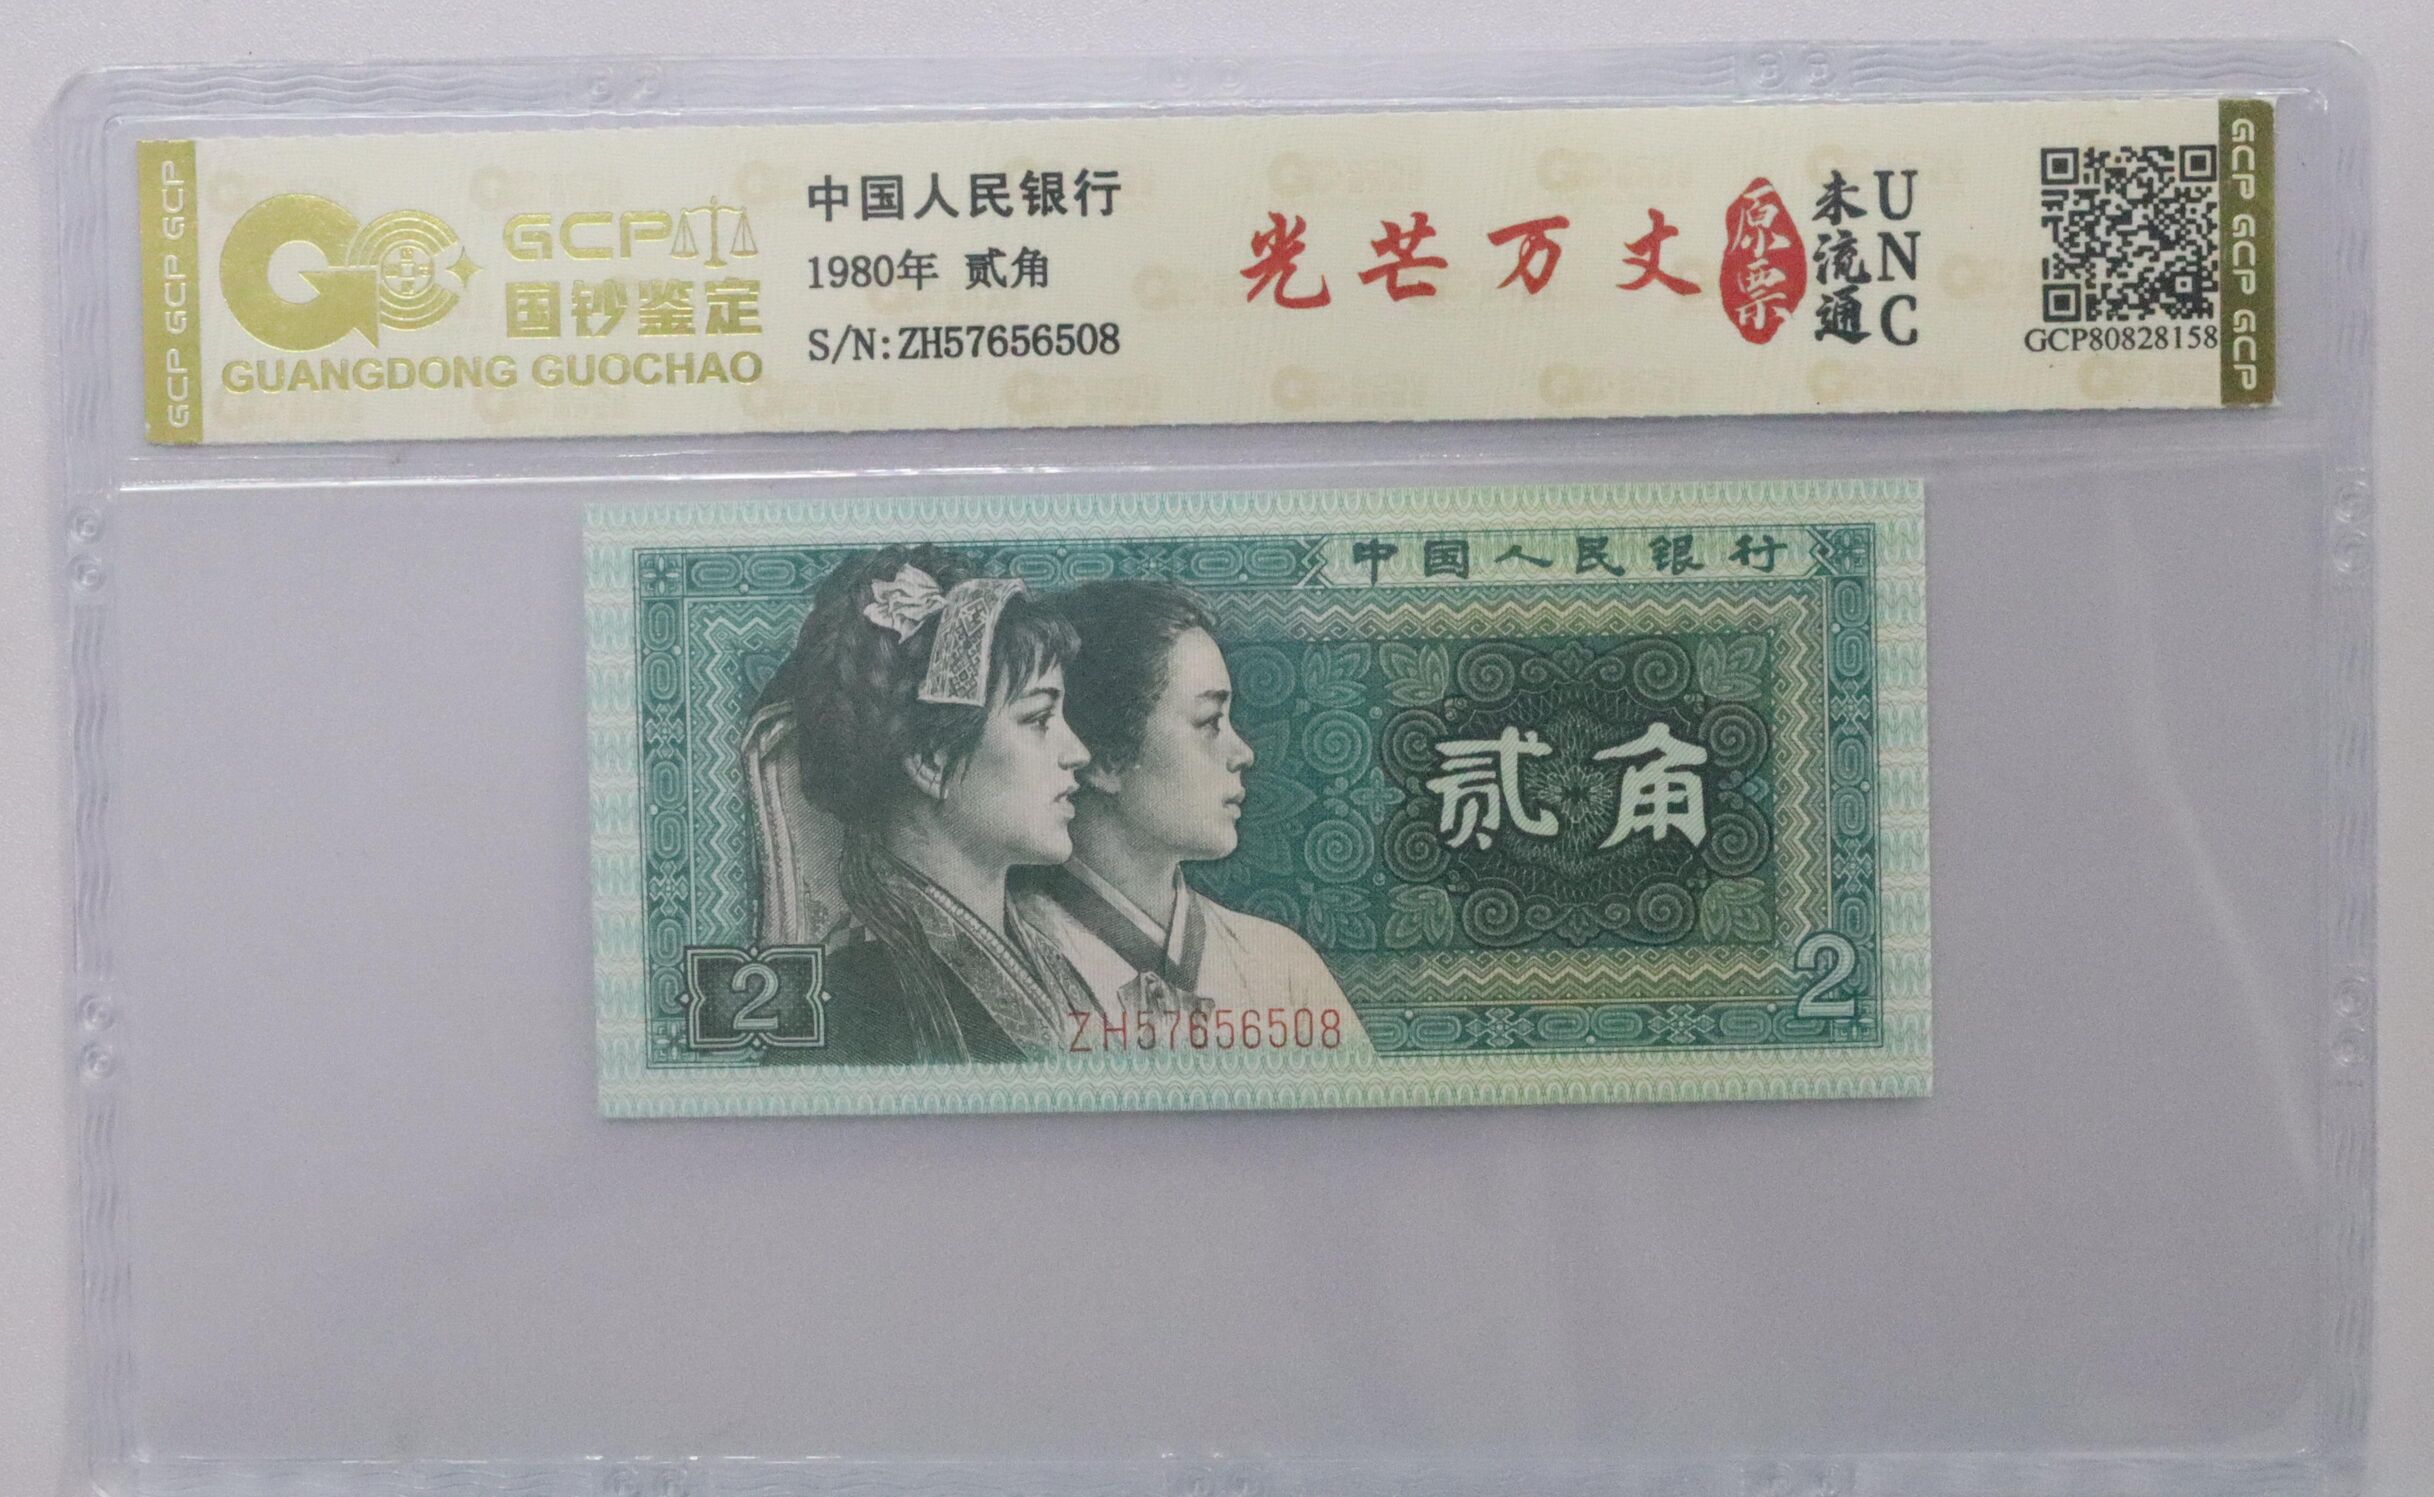 GCP GCP GCP
GCP
国钞鉴定
GUANGDONG GUOCHAO
中国人民银行
1980年 贰角
S/N:ZH57656508
光芒万丈
原票
未流通
UNC
GCP80828158
GCP GCP GCP
中国人民银行
贰角
2
2
ZH57656508